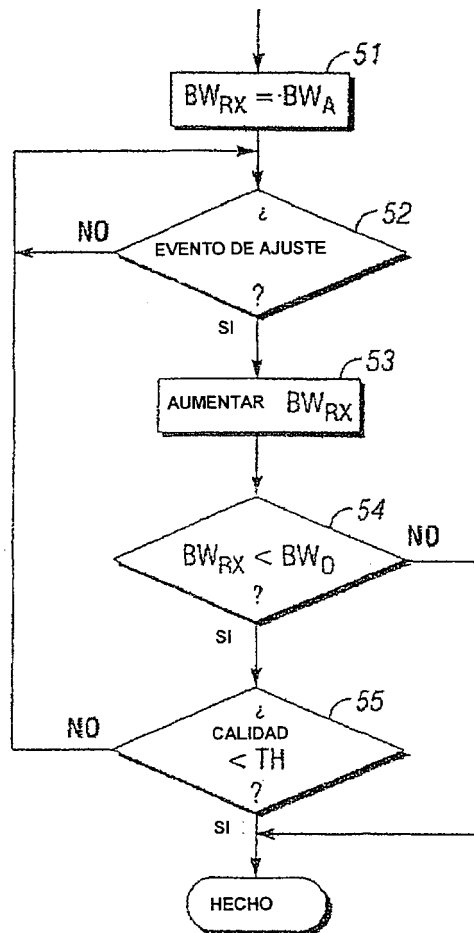 51
BW_RX = BW_A
52
NO
¿
EVENTO DE AJUSTE
?
SI
53
AUMENTAR BW_RX
54
NO
BW_RX < BW_D
?
SI
55
NO
¿
CALIDAD
< TH
?
SI
HECHO